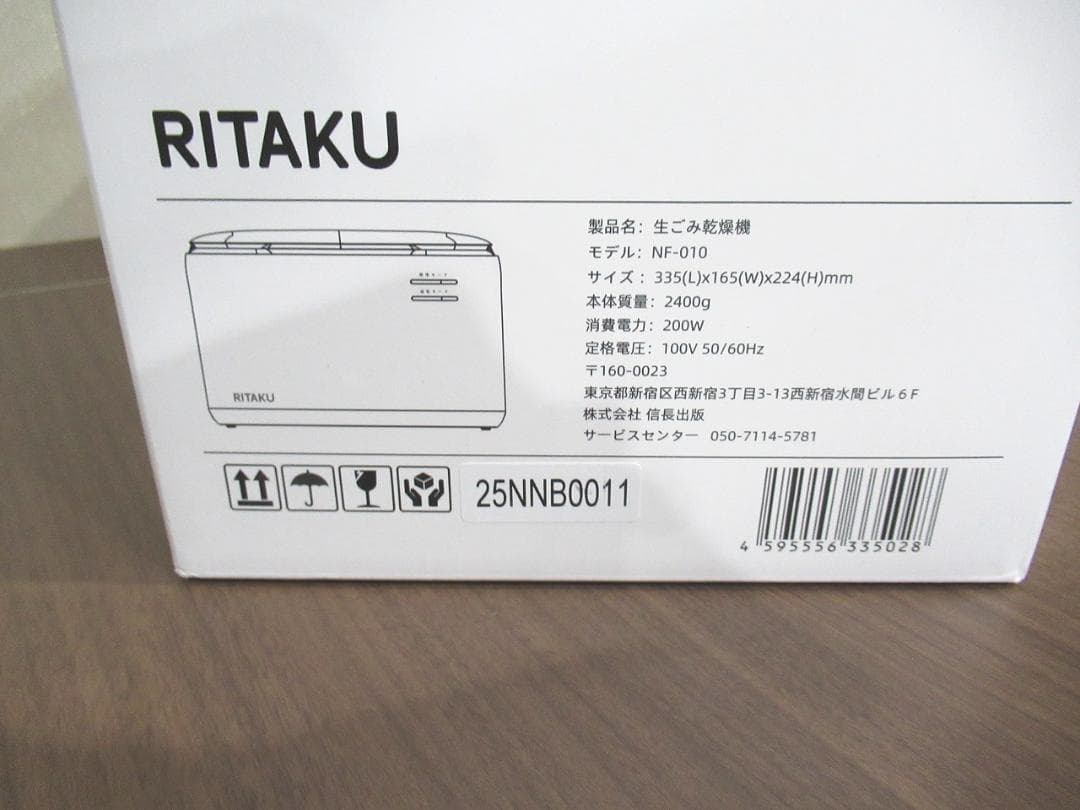 RITAKU
製品名：生ごみ乾燥機
モデル：NF-010
サイズ：335(L)x165(W)x224(H)mm
本体質量：2400g
消費電力：200W
定格電圧：100V 50/60Hz
〒160-0023
東京都新宿区西新宿3丁目3-13西新宿水間ビル６F
株式会社 信長出版
サービスセンター 050-7114-5781
RITAKU
25NNB0011
4 595556 335028